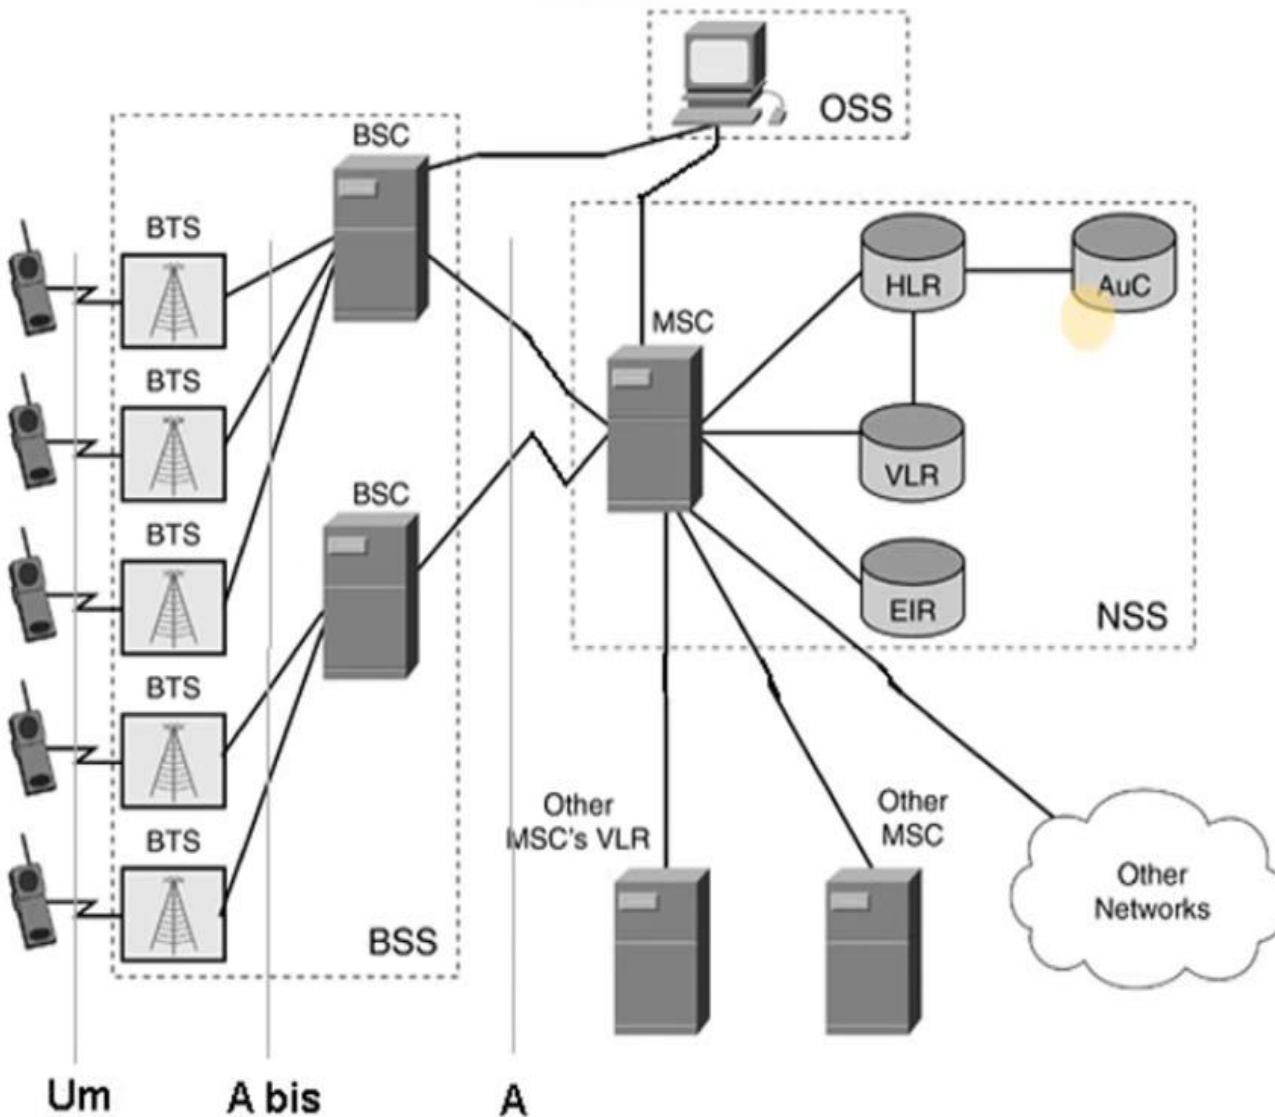 OSS
BSC
BTS
HLR
AuC
MSC
BTS
VLR
BSC
BTS
EIR
NSS
BTS
Other
MSC's VLR
Other
MSC
BTS
Other
Networks
BSS
Um
A bis
A